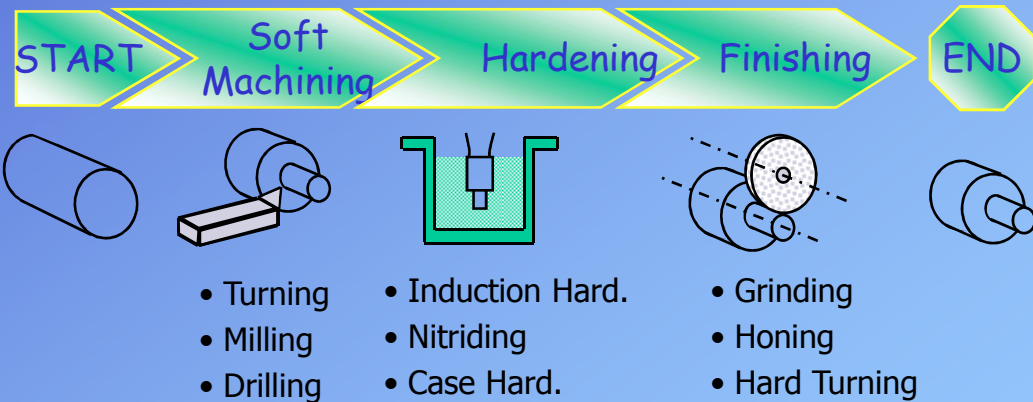 START
Soft
Machining
Hardening
Finishing
END
• Turning
• Milling
• Drilling
• Induction Hard.
• Nitriding
• Case Hard.
• Grinding
• Honing
• Hard Turning